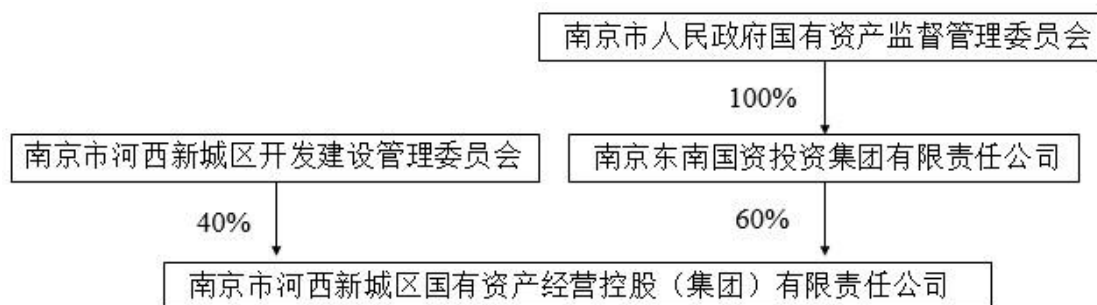 南京市人民政府国有资产监督管理委员会
100%
南京市河西新城区开发建设管理委员会
南京东南国资投资集团有限责任公司
40%
60%
南京市河西新城区国有资产经营控股（集团）有限责任公司